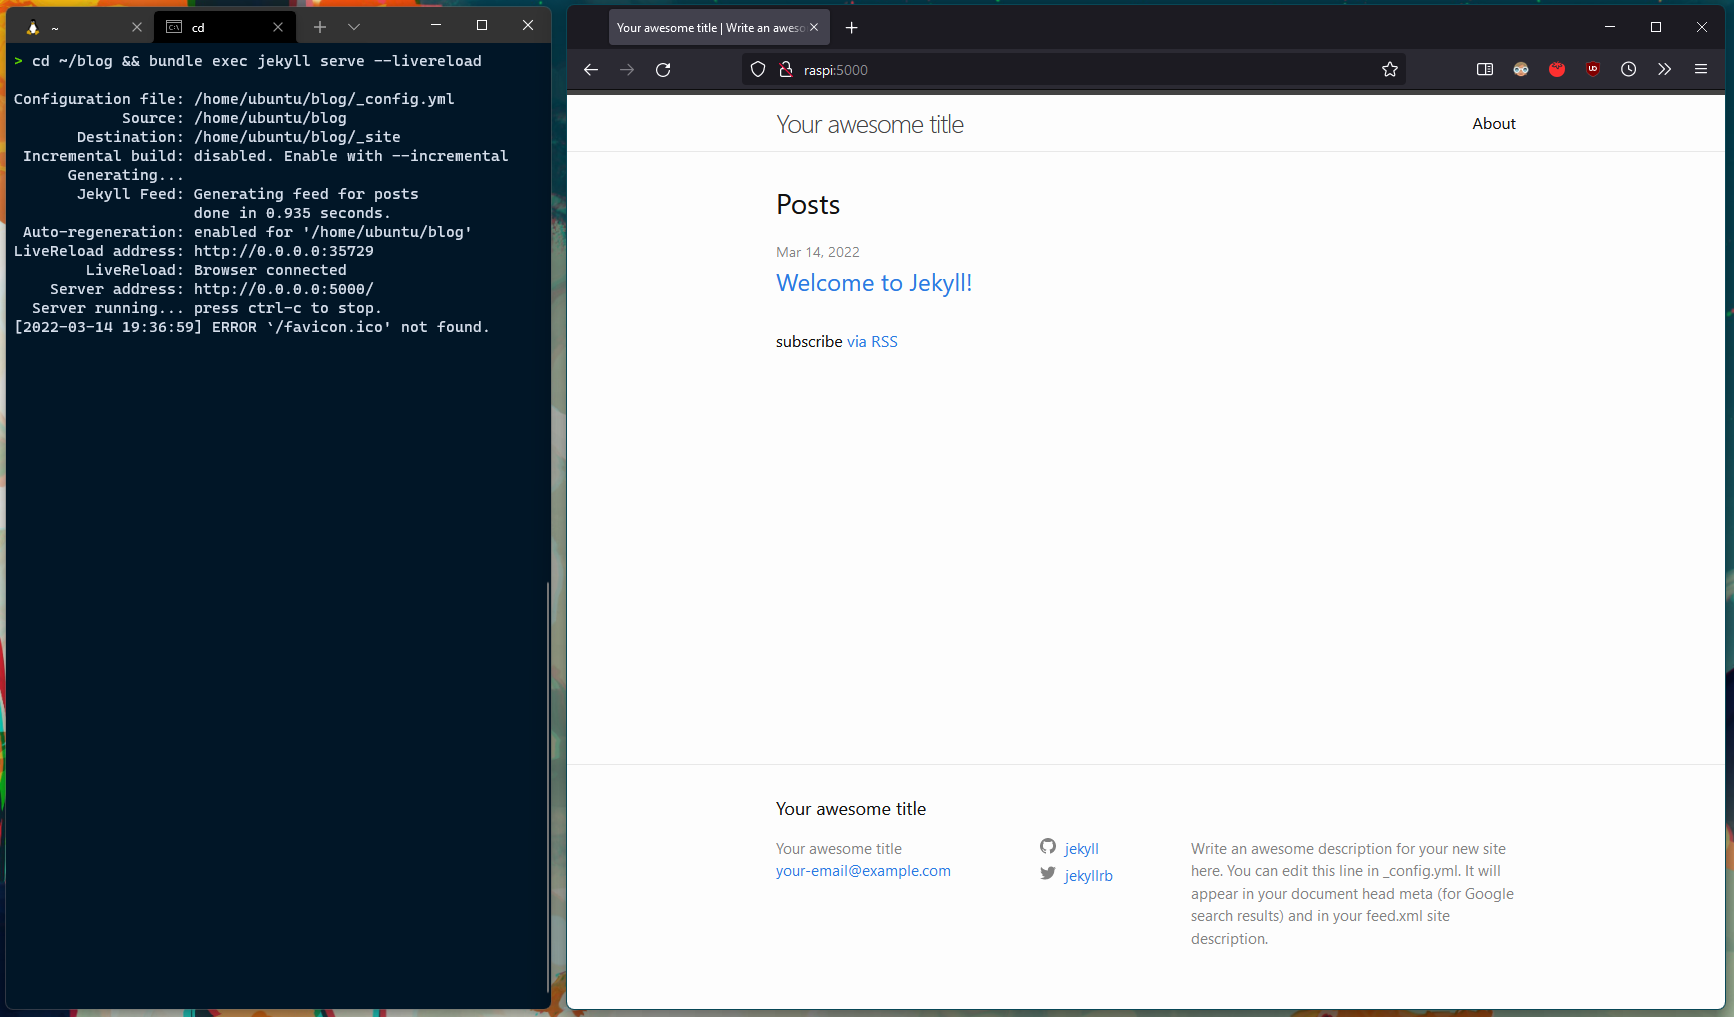 ~
cd
> cd ~/blog && bundle exec jekyll serve --livereload
Configuration file: /home/ubuntu/blog/_config.yml
Source: /home/ubuntu/blog
Destination: /home/ubuntu/blog/_site
Incremental build: disabled. Enable with --incremental
Generating...
Jekyll Feed: Generating feed for posts
done in 0.935 seconds.
Auto-regeneration: enabled for '/home/ubuntu/blog'
LiveReload address: http://0.0.0.0:35729
LiveReload: Browser connected
Server address: http://0.0.0.0:5000/
Server running... press ctrl-c to stop.
[2022-03-14 19:36:59] ERROR `/favicon.ico' not found.
Your awesome title | Write an aweso
raspi:5000
Your awesome title
About
Posts
Mar 14, 2022
Welcome to Jekyll!
subscribe via RSS
Your awesome title
Your awesome title
your-email@example.com
jekyll
jekyllrb
Write an awesome description for your new site
here. You can edit this line in _config.yml. It will
appear in your document head meta (for Google
search results) and in your feed.xml site
description.